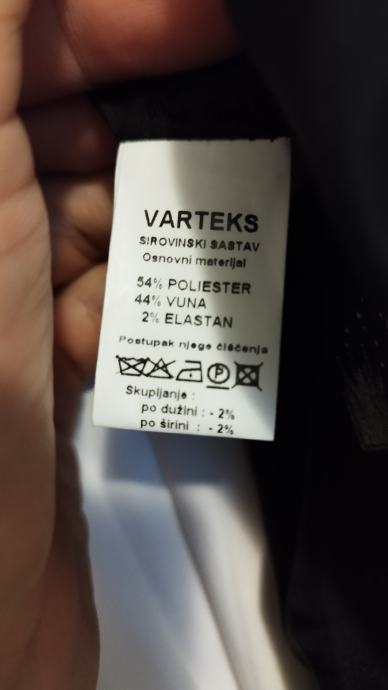 VARTEKS
SIROVINSKI SASTAV
Osnovni materijal
54% POLIESTER
44% VUNA
2% ELASTAN
Postupak njege čišćenja
P
Skupljanje :
po dužini : - 2%
po širini : - 2%